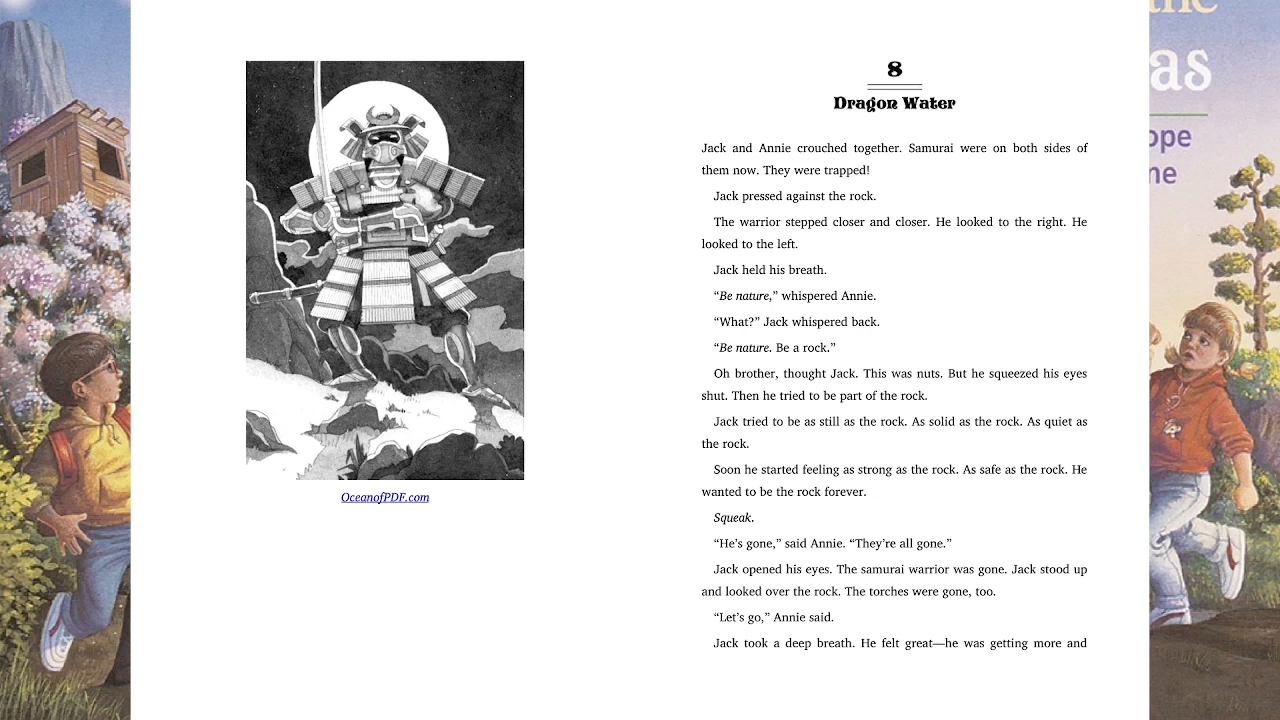 OceanofPDF.com
8
Dragon Water
Jack and Annie crouched together. Samurai were on both sides of
them now. They were trapped!
Jack pressed against the rock.
The warrior stepped closer and closer. He looked to the right. He
looked to the left.
Jack held his breath.
“Be nature,” whispered Annie.
“What?” Jack whispered back.
“Be nature. Be a rock.”
Oh brother, thought Jack. This was nuts. But he squeezed his eyes
shut. Then he tried to be part of the rock.
Jack tried to be as still as the rock. As solid as the rock. As quiet as
the rock.
Soon he started feeling as strong as the rock. As safe as the rock. He
wanted to be the rock forever.
Squeak.
“He’s gone,” said Annie. “They’re all gone.”
Jack opened his eyes. The samurai warrior was gone. Jack stood up
and looked over the rock. The torches were gone, too.
“Let’s go,” Annie said.
Jack took a deep breath. He felt great—he was getting more and
as
ope
ne